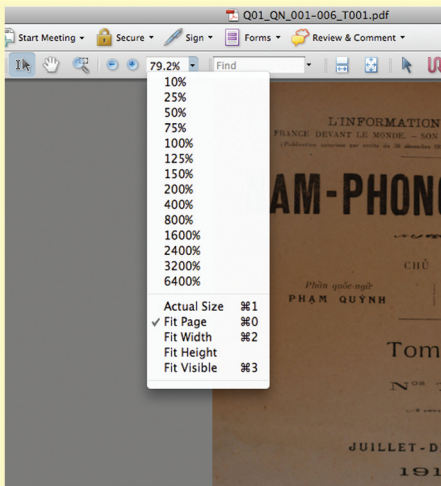 Q01_QN_001-006_T001.pdf
Start Meeting Secure Sign Forms Review & Comment
79.2% Find
10%
25%
50%
75%
100%
125%
150%
200%
400%
800%
1600%
2400%
3200%
6400%
Actual Size ⌘1
✓ Fit Page ⌘0
Fit Width ⌘2
Fit Height
Fit Visible ⌘3
L'INFORMATION
FRANCE DEVANT LE MONDE. — SON
AM-PHONG
CHỦ
Phần quốc-ngữ
PHẠM QUỲNH
Tom
Nos
JUILLET-D
191